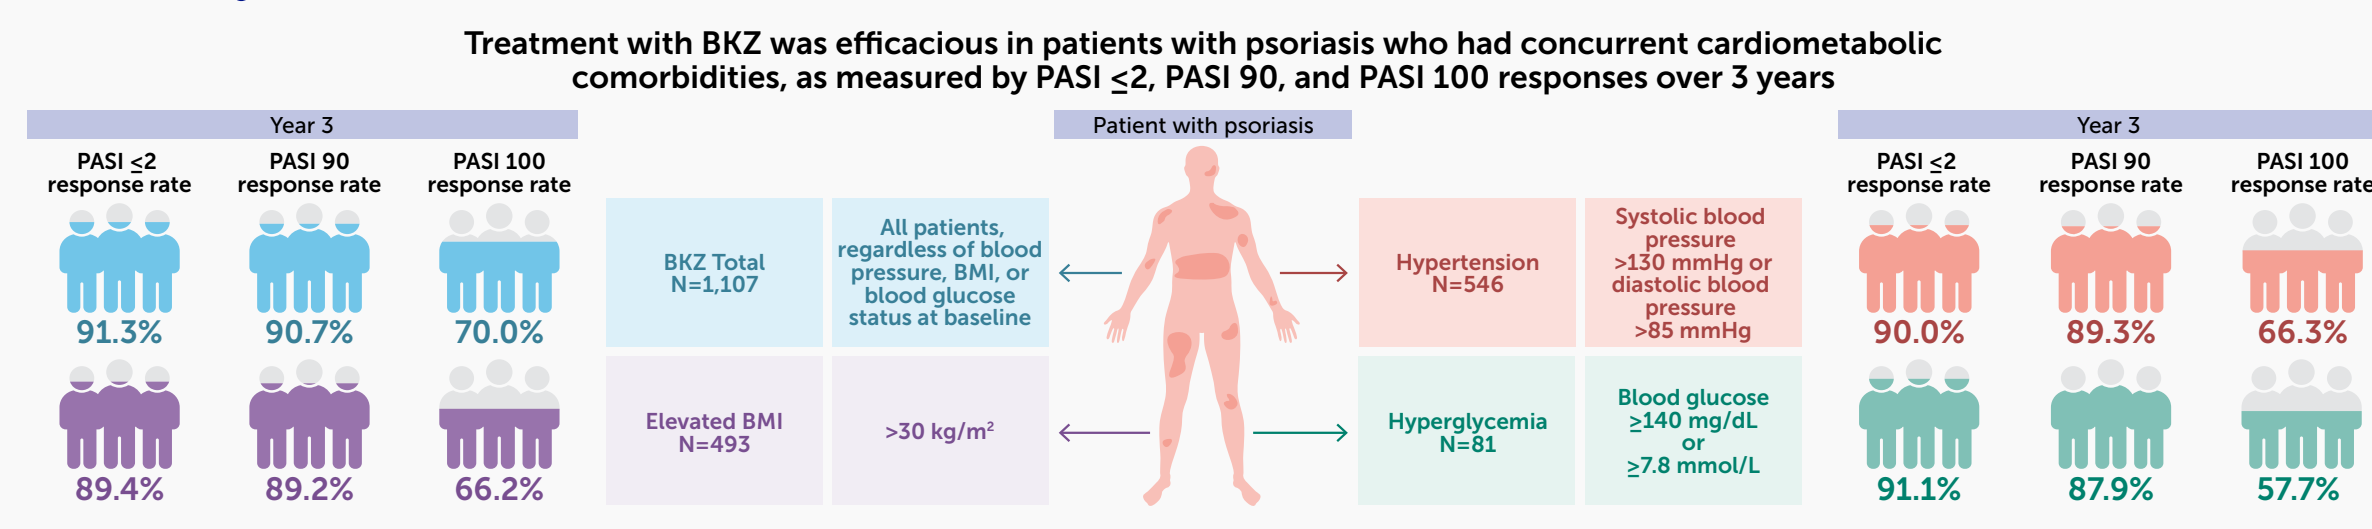 Treatment with BKZ was efficacious in patients with psoriasis who had concurrent cardiometabolic
comorbidities, as measured by PASI ≤2, PASI 90, and PASI 100 responses over 3 years
Year 3
PASI ≤2
response rate
PASI 90
response rate
PASI 100
response rate
91.3%
90.7%
70.0%
89.4%
89.2%
66.2%
BKZ Total
N=1,107
All patients,
regardless of blood
pressure, BMI, or
blood glucose
status at baseline
Elevated BMI
N=493
>30 kg/m²
Patient with psoriasis
Hypertension
N=546
Systolic blood
pressure
>130 mmHg or
diastolic blood
pressure
>85 mmHg
Hyperglycemia
N=81
Blood glucose
≥140 mg/dL
or
≥7.8 mmol/L
Year 3
PASI ≤2
response rate
PASI 90
response rate
PASI 100
response rate
90.0%
89.3%
66.3%
91.1%
87.9%
57.7%